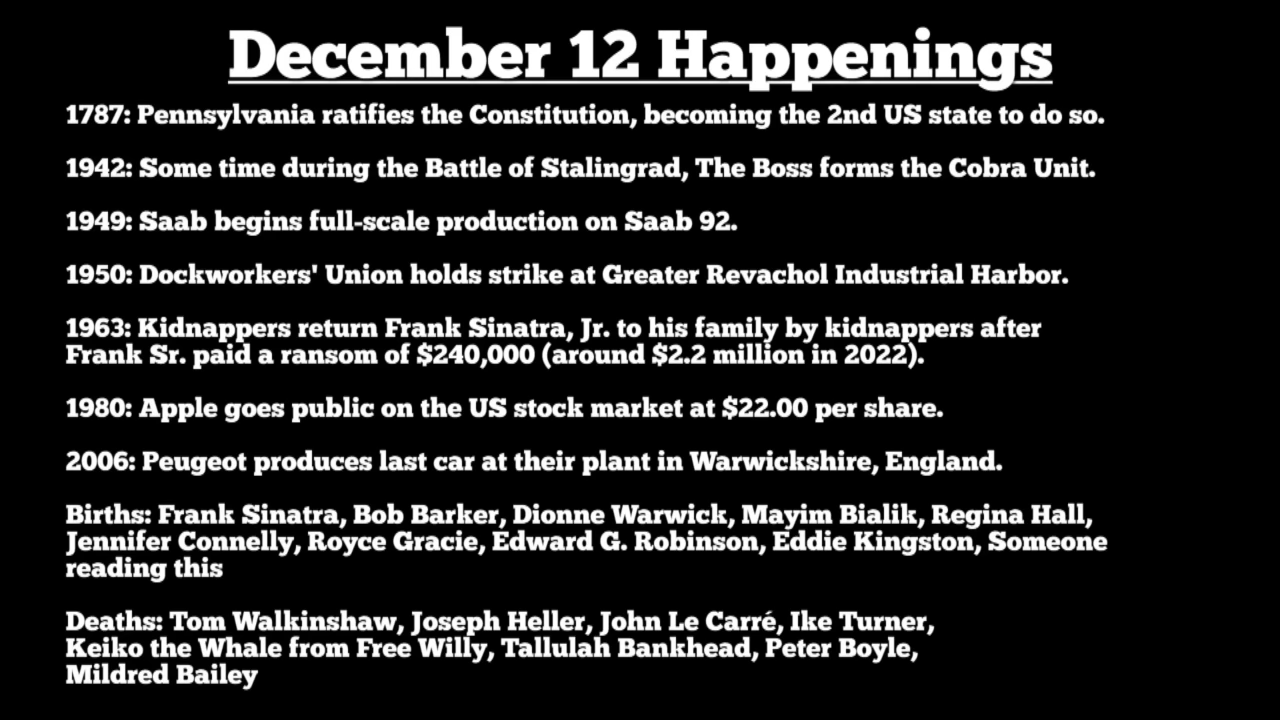 December 12 Happenings
1787: Pennsylvania ratifies the Constitution, becoming the 2nd US state to do so.
1942: Some time during the Battle of Stalingrad, The Boss forms the Cobra Unit.
1949: Saab begins full-scale production on Saab 92.
1950: Dockworkers' Union holds strike at Greater Revachol Industrial Harbor.
1963: Kidnappers return Frank Sinatra, Jr. to his family by kidnappers after
Frank Sr. paid a ransom of $240,000 (around $2.2 million in 2022).
1980: Apple goes public on the US stock market at $22.00 per share.
2006: Peugeot produces last car at their plant in Warwickshire, England.
Births: Frank Sinatra, Bob Barker, Dionne Warwick, Mayim Bialik, Regina Hall,
Jennifer Connelly, Royce Gracie, Edward G. Robinson, Eddie Kingston, Someone
reading this
Deaths: Tom Walkinshaw, Joseph Heller, John Le Carré, Ike Turner,
Keiko the Whale from Free Willy, Tallulah Bankhead, Peter Boyle,
Mildred Bailey